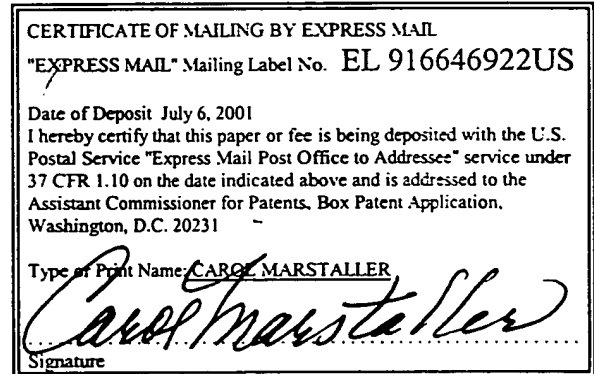 CERTIFICATE OF MAILING BY EXPRESS MAIL
"EXPRESS MAIL" Mailing Label No. EL 916646922US
Date of Deposit July 6, 2001
I hereby certify that this paper or fee is being deposited with the U.S.
Postal Service "Express Mail Post Office to Addressee" service under
37 CFR 1.10 on the date indicated above and is addressed to the
Assistant Commissioner for Patents, Box Patent Application,
Washington, D.C. 20231
Type or Print Name: CAROL MARSTALLER
Carol Marstaller
Signature